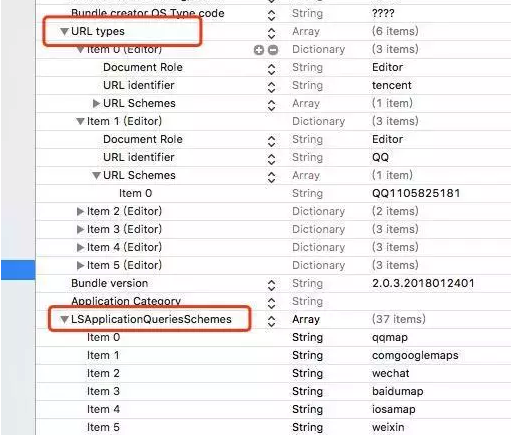 Bundle creator OS Type code String ????
URL types Array (6 items)
Item 0 (Editor) Dictionary (3 items)
Document Role String Editor
URL identifier String tencent
URL Schemes Array (1 item)
Item 1 (Editor) Dictionary (3 items)
Document Role String Editor
URL identifier String QQ
URL Schemes Array (1 item)
Item 0 String QQ1105825181
Item 2 (Editor) Dictionary (2 items)
Item 3 (Editor) Dictionary (3 items)
Item 4 (Editor) Dictionary (3 items)
Item 5 (Editor) Dictionary (3 items)
Bundle version String 2.0.3.2018012401
Application Category String
LSApplicationQueriesSchemes Array (37 items)
Item 0 String qqmap
Item 1 String comgooglemaps
Item 2 String wechat
Item 3 String baidumap
Item 4 String iosamap
Item 5 String weixin